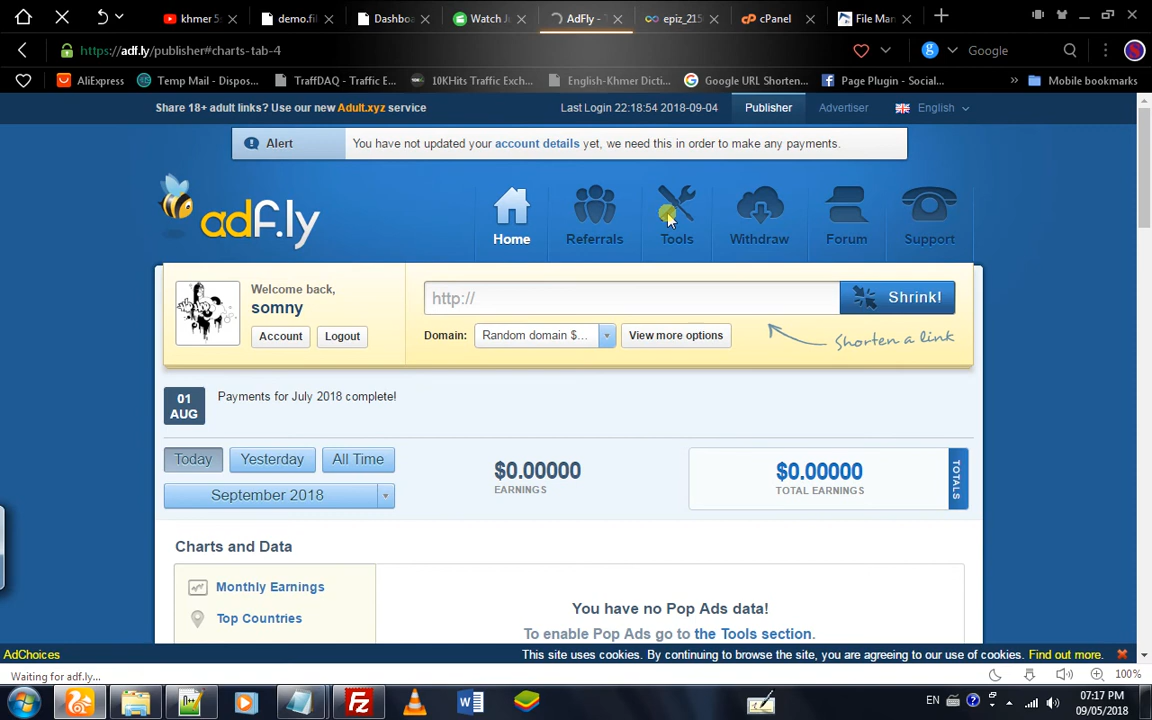 khmer 5:
demo.fil
Dashboa
Watch Ju
AdFly -
epiz_215
cPanel
File Man
https://adf.ly/publisher#charts-tab-4
Google
AliExpress
Temp Mail - Dispos...
TraffDAQ - Traffic E...
10KHits Traffic Exch...
English-Khmer Dicti...
Google URL Shorten...
Page Plugin - Social...
Mobile bookmarks
Share 18+ adult links? Use our new Adult.xyz service
Last Login 22:18:54 2018-09-04
Publisher
Advertiser
English
Alert
You have not updated your account details yet, we need this in order to make any payments.
adf.ly
Home
Referrals
Tools
Withdraw
Forum
Support
Welcome back,
somny
Account
Logout
http://
Shrink!
Domain:
Random domain $...
View more options
Shorten a link
01
AUG
Payments for July 2018 complete!
Today
Yesterday
All Time
September 2018
$0.00000
EARNINGS
$0.00000
TOTAL EARNINGS
TOTALS
Charts and Data
Monthly Earnings
Top Countries
You have no Pop Ads data!
To enable Pop Ads go to the Tools section.
AdChoices
This site uses cookies. By continuing to browse the site, you are agreeing to our use of cookies. Find out more.
Waiting for adf.ly...
100%
EN
07:17 PM
09/05/2018